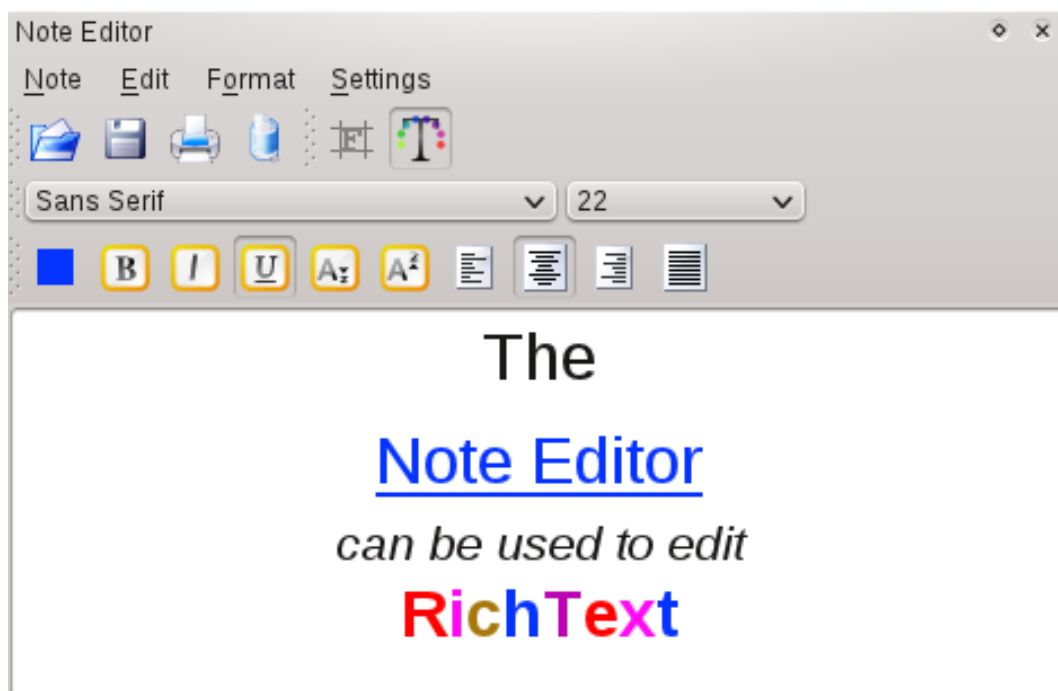 Note Editor
Note Edit Format Settings
Sans Serif 22
The
Note Editor
can be used to edit
RichText